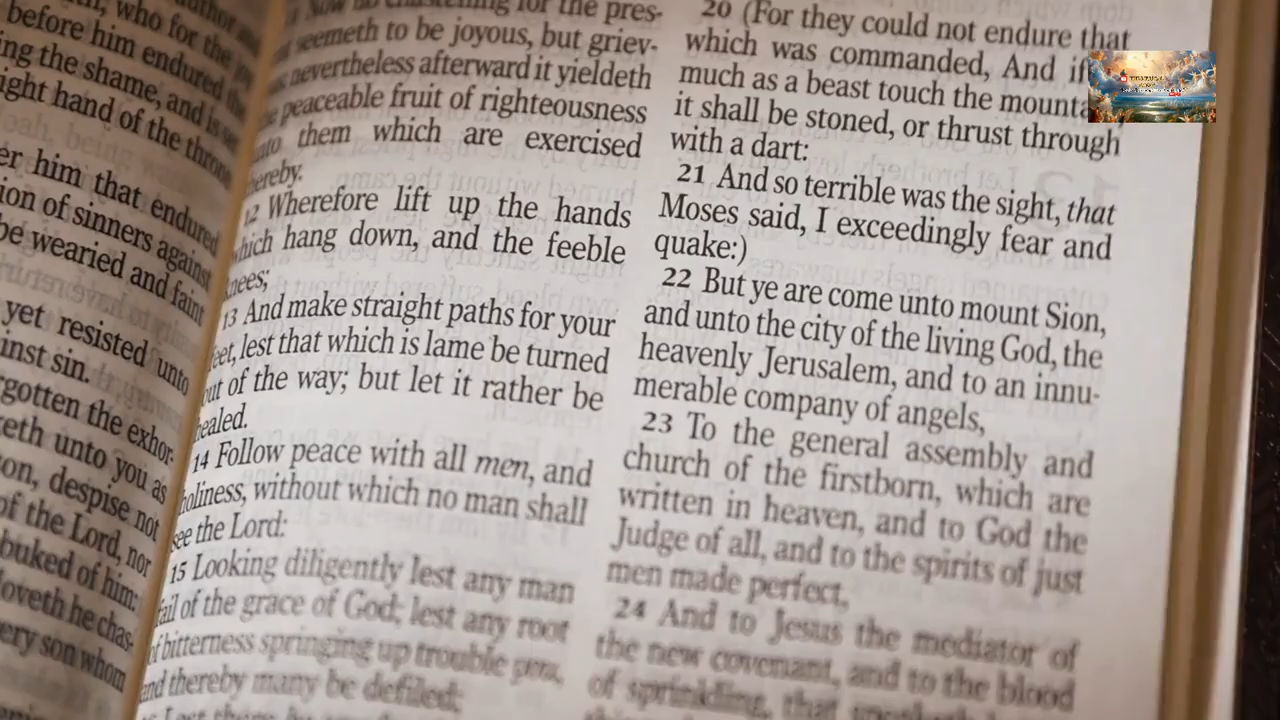 who for the
before him endured
ing the shame, and is
ight hand of the throne
er him that endured
ion of sinners against
be wearied and faint
yet resisted unto
inst sin.
gotten the exhor-
eth unto you as
on, despise not
of the Lord, nor
buked of him:
loveth he chas-
ery son whom
for the pres-
seemeth to be joyous, but griev-
nevertheless afterward it yieldeth
peaceable fruit of righteousness
them which are exercised
hereby.
12 Wherefore lift up the hands
which hang down, and the feeble
knees;
13 And make straight paths for your
feet, lest that which is lame be turned
out of the way; but let it rather be
healed.
14 Follow peace with all men, and
holiness, without which no man shall
see the Lord:
15 Looking diligently lest any man
fail of the grace of God; lest any root
of bitterness springing up trouble you,
and thereby many be defiled;
20 (For they could not endure that
which was commanded, And if
much as a beast touch the mounta
it shall be stoned, or thrust through
with a dart:
21 And so terrible was the sight, that
Moses said, I exceedingly fear and
quake:)
22 But ye are come unto mount Sion,
and unto the city of the living God, the
heavenly Jerusalem, and to an innu-
merable company of angels,
23 To the general assembly and
church of the firstborn, which are
written in heaven, and to God the
Judge of all, and to the spirits of just
men made perfect,
24 And to Jesus the mediator of
the new covenant, and to the blood
of sprinkling, that